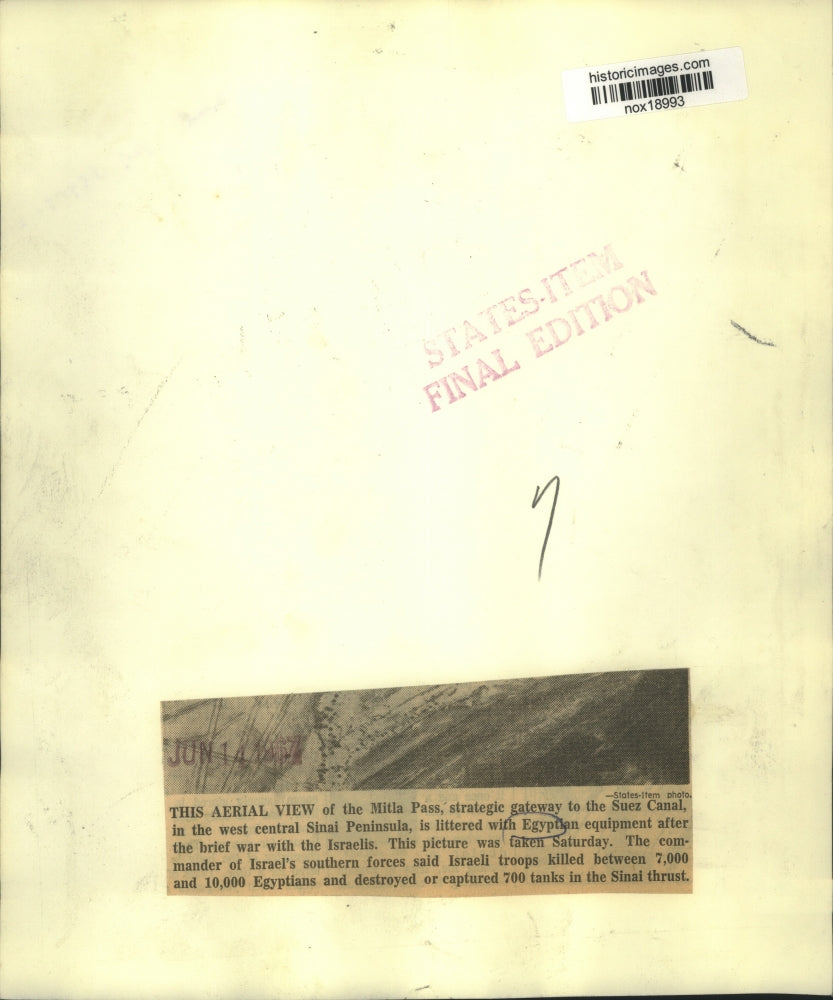 historicimages.com
nox18993
STATES-ITEM
FINAL EDITION
7
JUN 14
—States-Item photo.
THIS AERIAL VIEW of the Mitla Pass, strategic gateway to the Suez Canal,
in the west central Sinai Peninsula, is littered with Egyptian equipment after
the brief war with the Israelis. This picture was taken Saturday. The com-
mander of Israel's southern forces said Israeli troops killed between 7,000
and 10,000 Egyptians and destroyed or captured 700 tanks in the Sinai thrust.